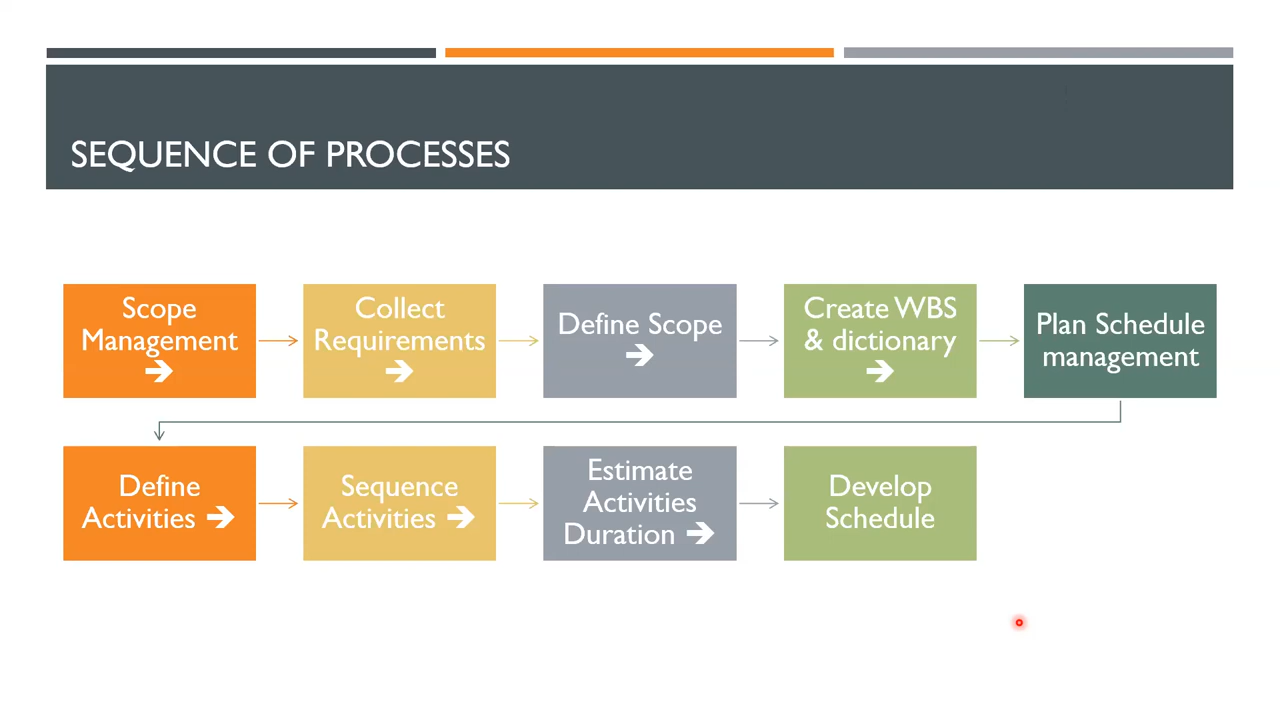 SEQUENCE OF PROCESSES
Scope
Management
➔
Collect
Requirements
➔
Define Scope
➔
Create WBS
& dictionary
➔
Plan Schedule
management
Define
Activities ➔
Sequence
Activities ➔
Estimate
Activities
Duration ➔
Develop
Schedule